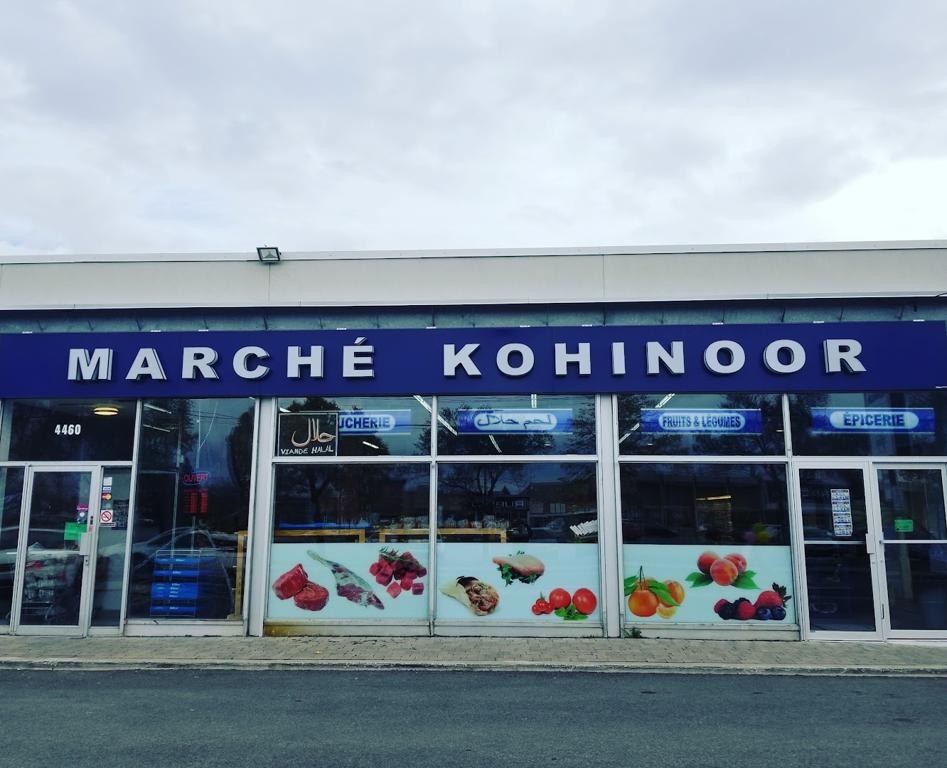 MARCHÉ KOHINOOR
4460
حلال
VIANDE HALAL
UCHERIE
لحم حلال
FRUITS & LÉGUMES
ÉPICERIE
OUVERT